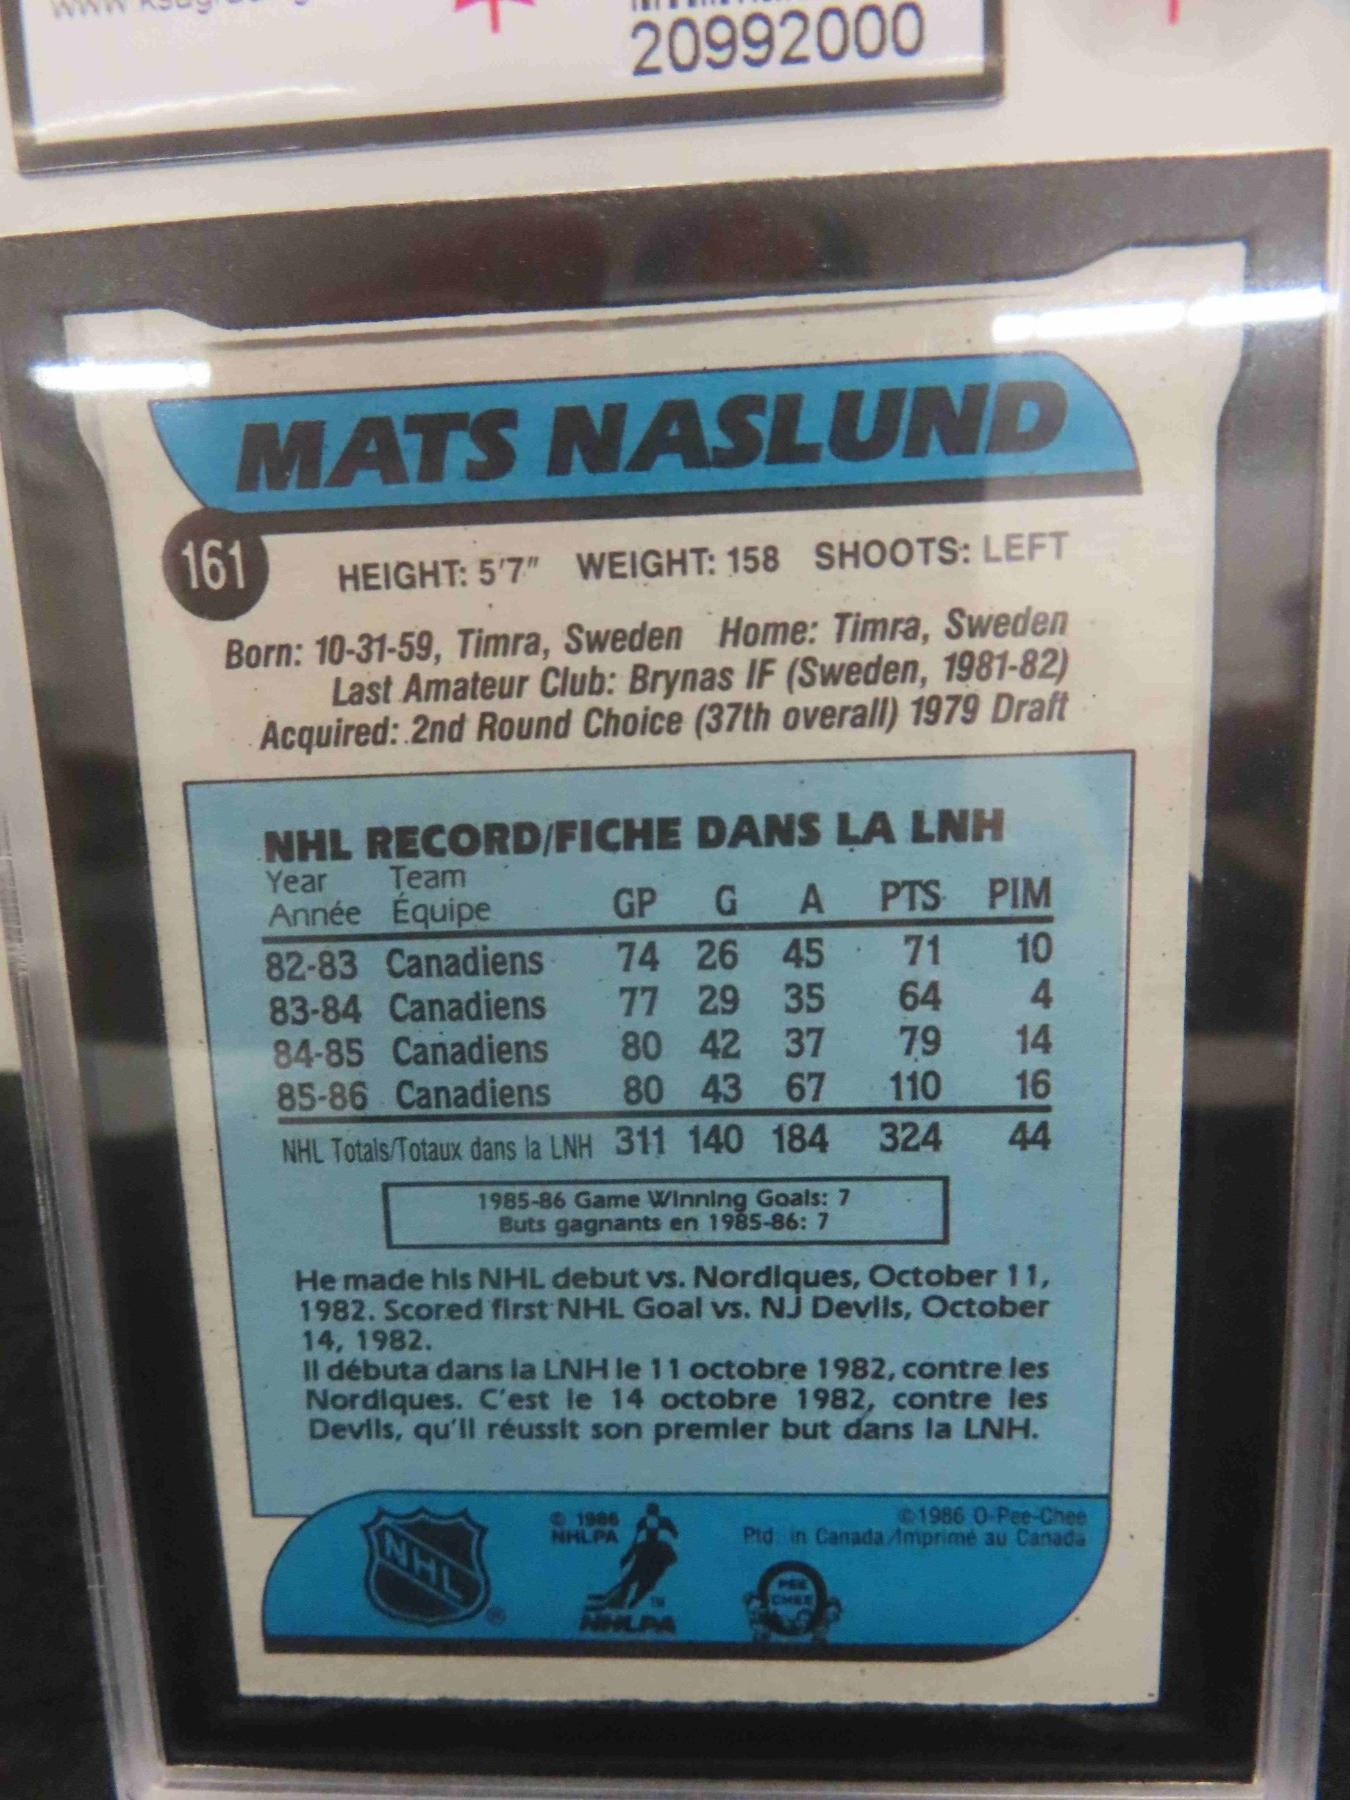 20992000
MATS NASLUND
161
HEIGHT: 5'7" WEIGHT: 158 SHOOTS: LEFT
Born: 10-31-59, Timra, Sweden Home: Timra, Sweden
Last Amateur Club: Brynas IF (Sweden, 1981-82)
Acquired: 2nd Round Choice (37th overall) 1979 Draft
NHL RECORD/FICHE DANS LA LNH
Year Team
Année Équipe GP G A PTS PIM
82-83 Canadiens 74 26 45 71 10
83-84 Canadiens 77 29 35 64 4
84-85 Canadiens 80 42 37 79 14
85-86 Canadiens 80 43 67 110 16
NHL Totals/Totaux dans la LNH 311 140 184 324 44
1985-86 Game Winning Goals: 7
Buts gagnants en 1985-86: 7
He made his NHL debut vs. Nordiques, October 11,
1982. Scored first NHL Goal vs. NJ Devils, October
14, 1982.
Il débuta dans la LNH le 11 octobre 1982, contre les
Nordiques. C'est le 14 octobre 1982, contre les
Devils, qu'il réussit son premier but dans la LNH.
© 1986 O-Pee-Chee
Ptd. in Canada/Imprimé au Canada
© 1986
NHLPA
NHL ®
TM
NHLPA
PEE
CHEE